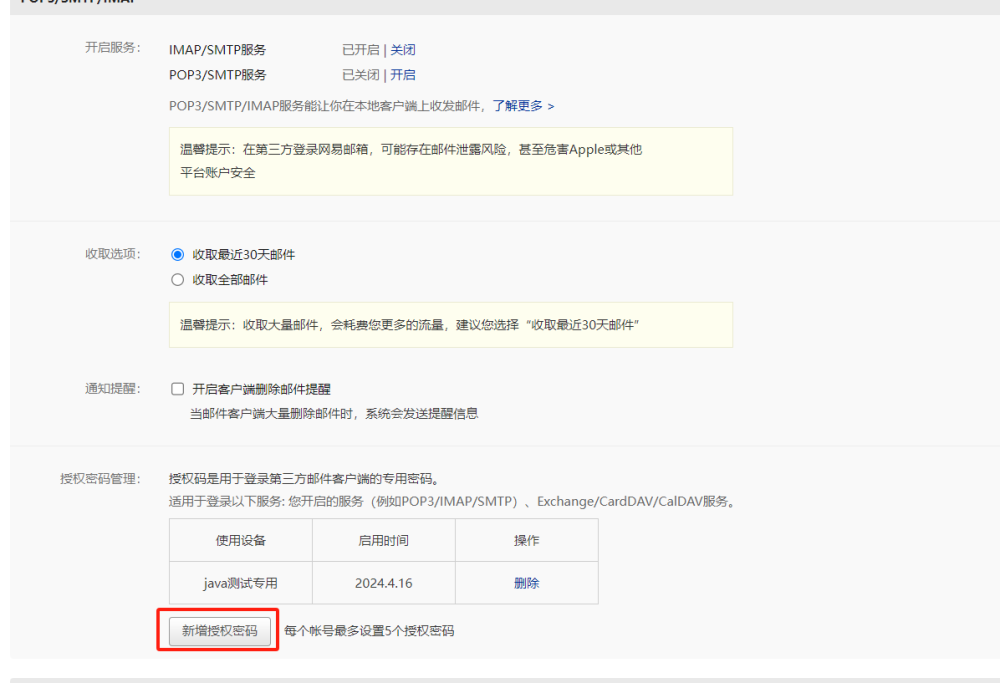 POP3/SMTP/IMAP
开启服务： IMAP/SMTP服务 已开启 | 关闭
POP3/SMTP服务 已关闭 | 开启
POP3/SMTP/IMAP服务能让你在本地客户端上收发邮件，了解更多 >
温馨提示：在第三方登录网易邮箱，可能存在邮件泄露风险，甚至危害Apple或其他
平台账户安全
收取选项： 收取最近30天邮件
收取全部邮件
温馨提示：收取大量邮件，会耗费您更多的流量，建议您选择“收取最近30天邮件”
通知提醒： 开启客户端删除邮件提醒
当邮件客户端大量删除邮件时，系统会发送提醒信息
授权密码管理： 授权码是用于登录第三方邮件客户端的专用密码。
适用于登录以下服务: 您开启的服务（例如POP3/IMAP/SMTP）、Exchange/CardDAV/CalDAV服务。
使用设备 启用时间 操作
java测试专用 2024.4.16 删除
新增授权密码 每个帐号最多设置5个授权密码